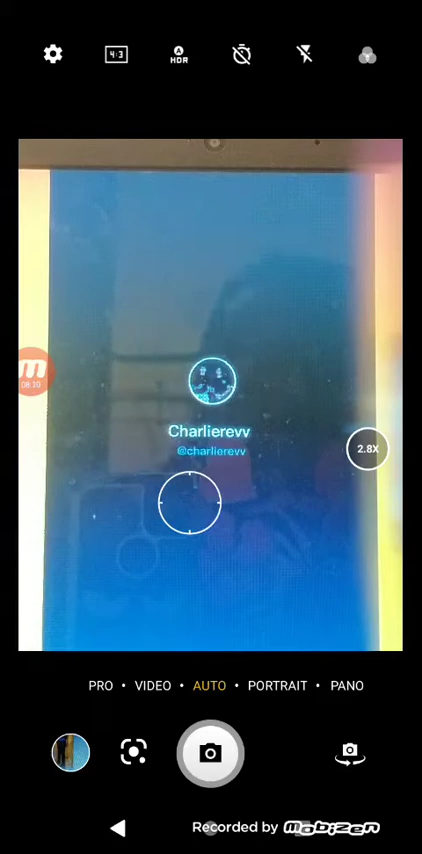 4:3
A
HDR
08:10
Charlierevv
@charlierevv
2.8X
PRO • VIDEO • AUTO • PORTRAIT • PANO
Recorded by Mobizen